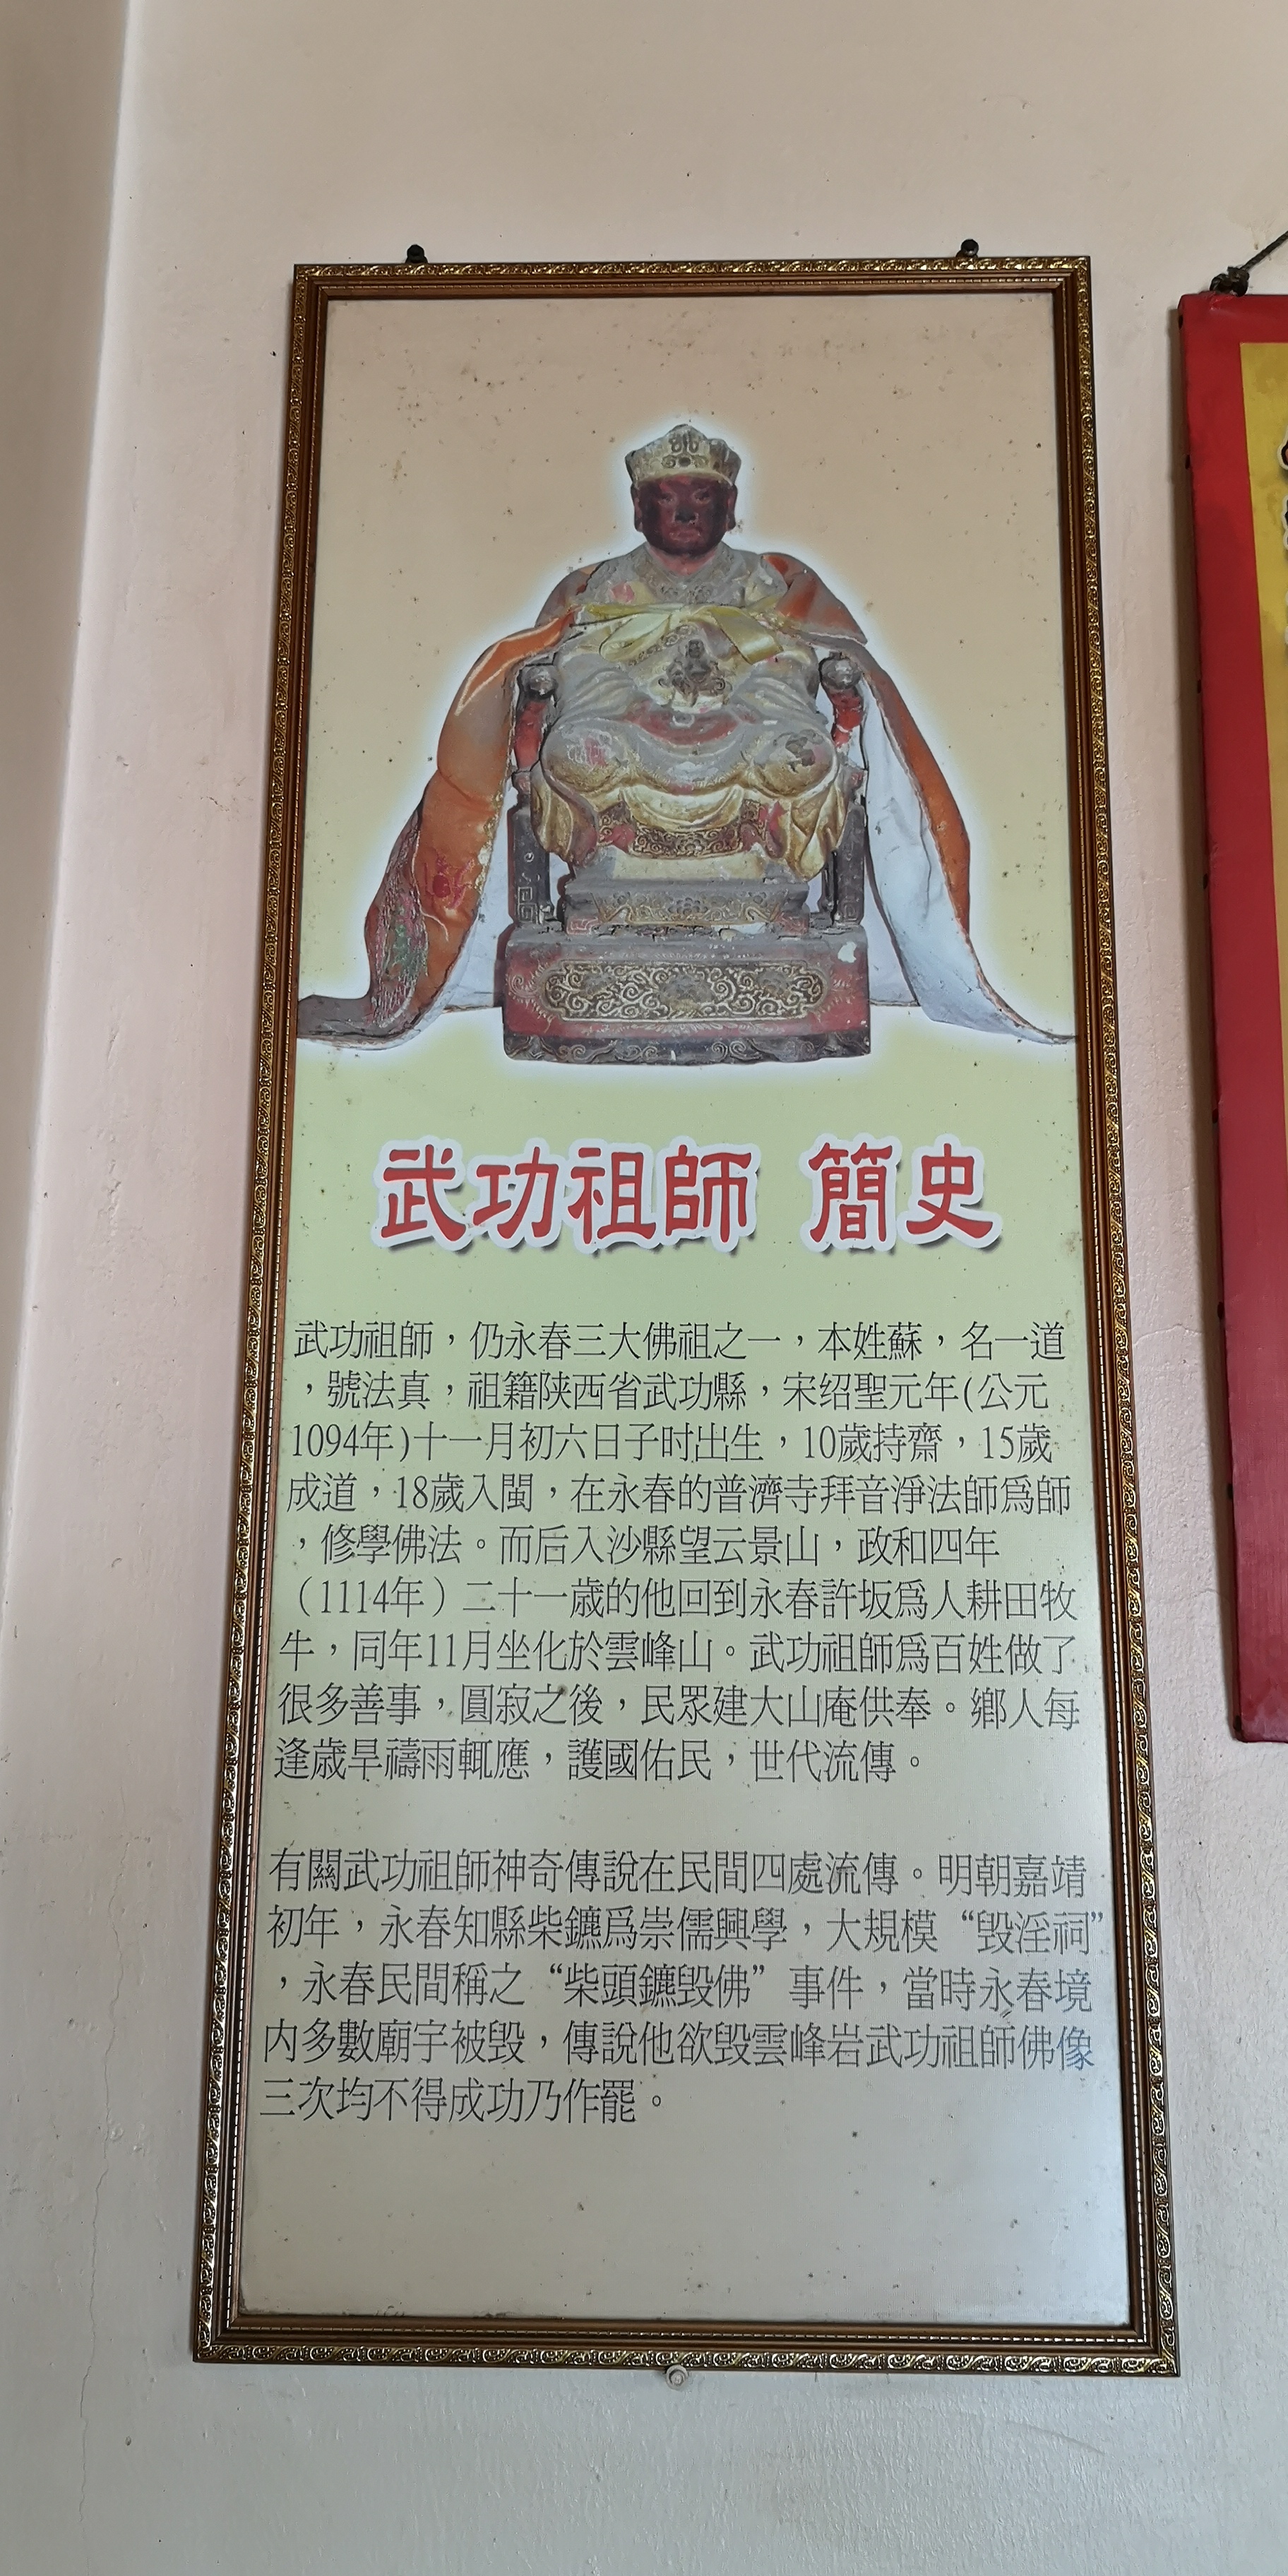 武功祖師 簡史
武功祖師，仍永春三大佛祖之一，本姓蘇，名一道
，號法真，祖籍陝西省武功縣，宋绍聖元年(公元
1094年)十一月初六日子时出生，10歲持齋，15歲
成道，18歲入閩，在永春的普濟寺拜音淨法師爲師
，修學佛法。而后入沙縣望云景山，政和四年
（1114年）二十一歳的他回到永春許坂爲人耕田牧
牛，同年11月坐化於雲峰山。武功祖師爲百姓做了
很多善事，圓寂之後，民眾建大山庵供奉。鄉人每
逢歳旱禱雨輒應，護國佑民，世代流傳。
有關武功祖師神奇傳說在民間四處流傳。明朝嘉靖
初年，永春知縣柴鑣爲崇儒興學，大規模“毀淫祠”
，永春民間稱之“柴頭鑣毀佛”事件，當時永春境
内多數廟宇被毀，傳說他欲毀雲峰岩武功祖師佛像
三次均不得成功乃作罷。